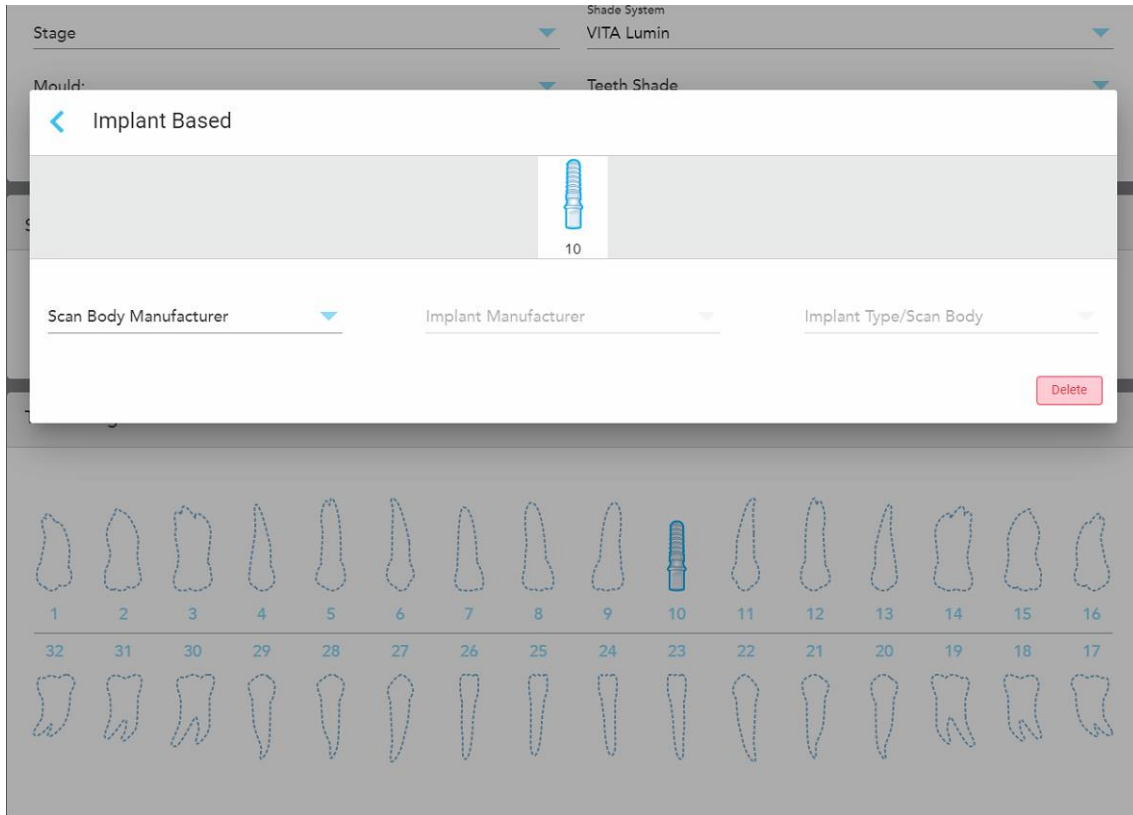 Shade System
Stage
VITA Lumin
Mould:
Teeth Shade
Implant Based
10
Scan Body Manufacturer
Implant Manufacturer
Implant Type/Scan Body
Delete
1 2 3 4 5 6 7 8 9 10 11 12 13 14 15 16
32 31 30 29 28 27 26 25 24 23 22 21 20 19 18 17